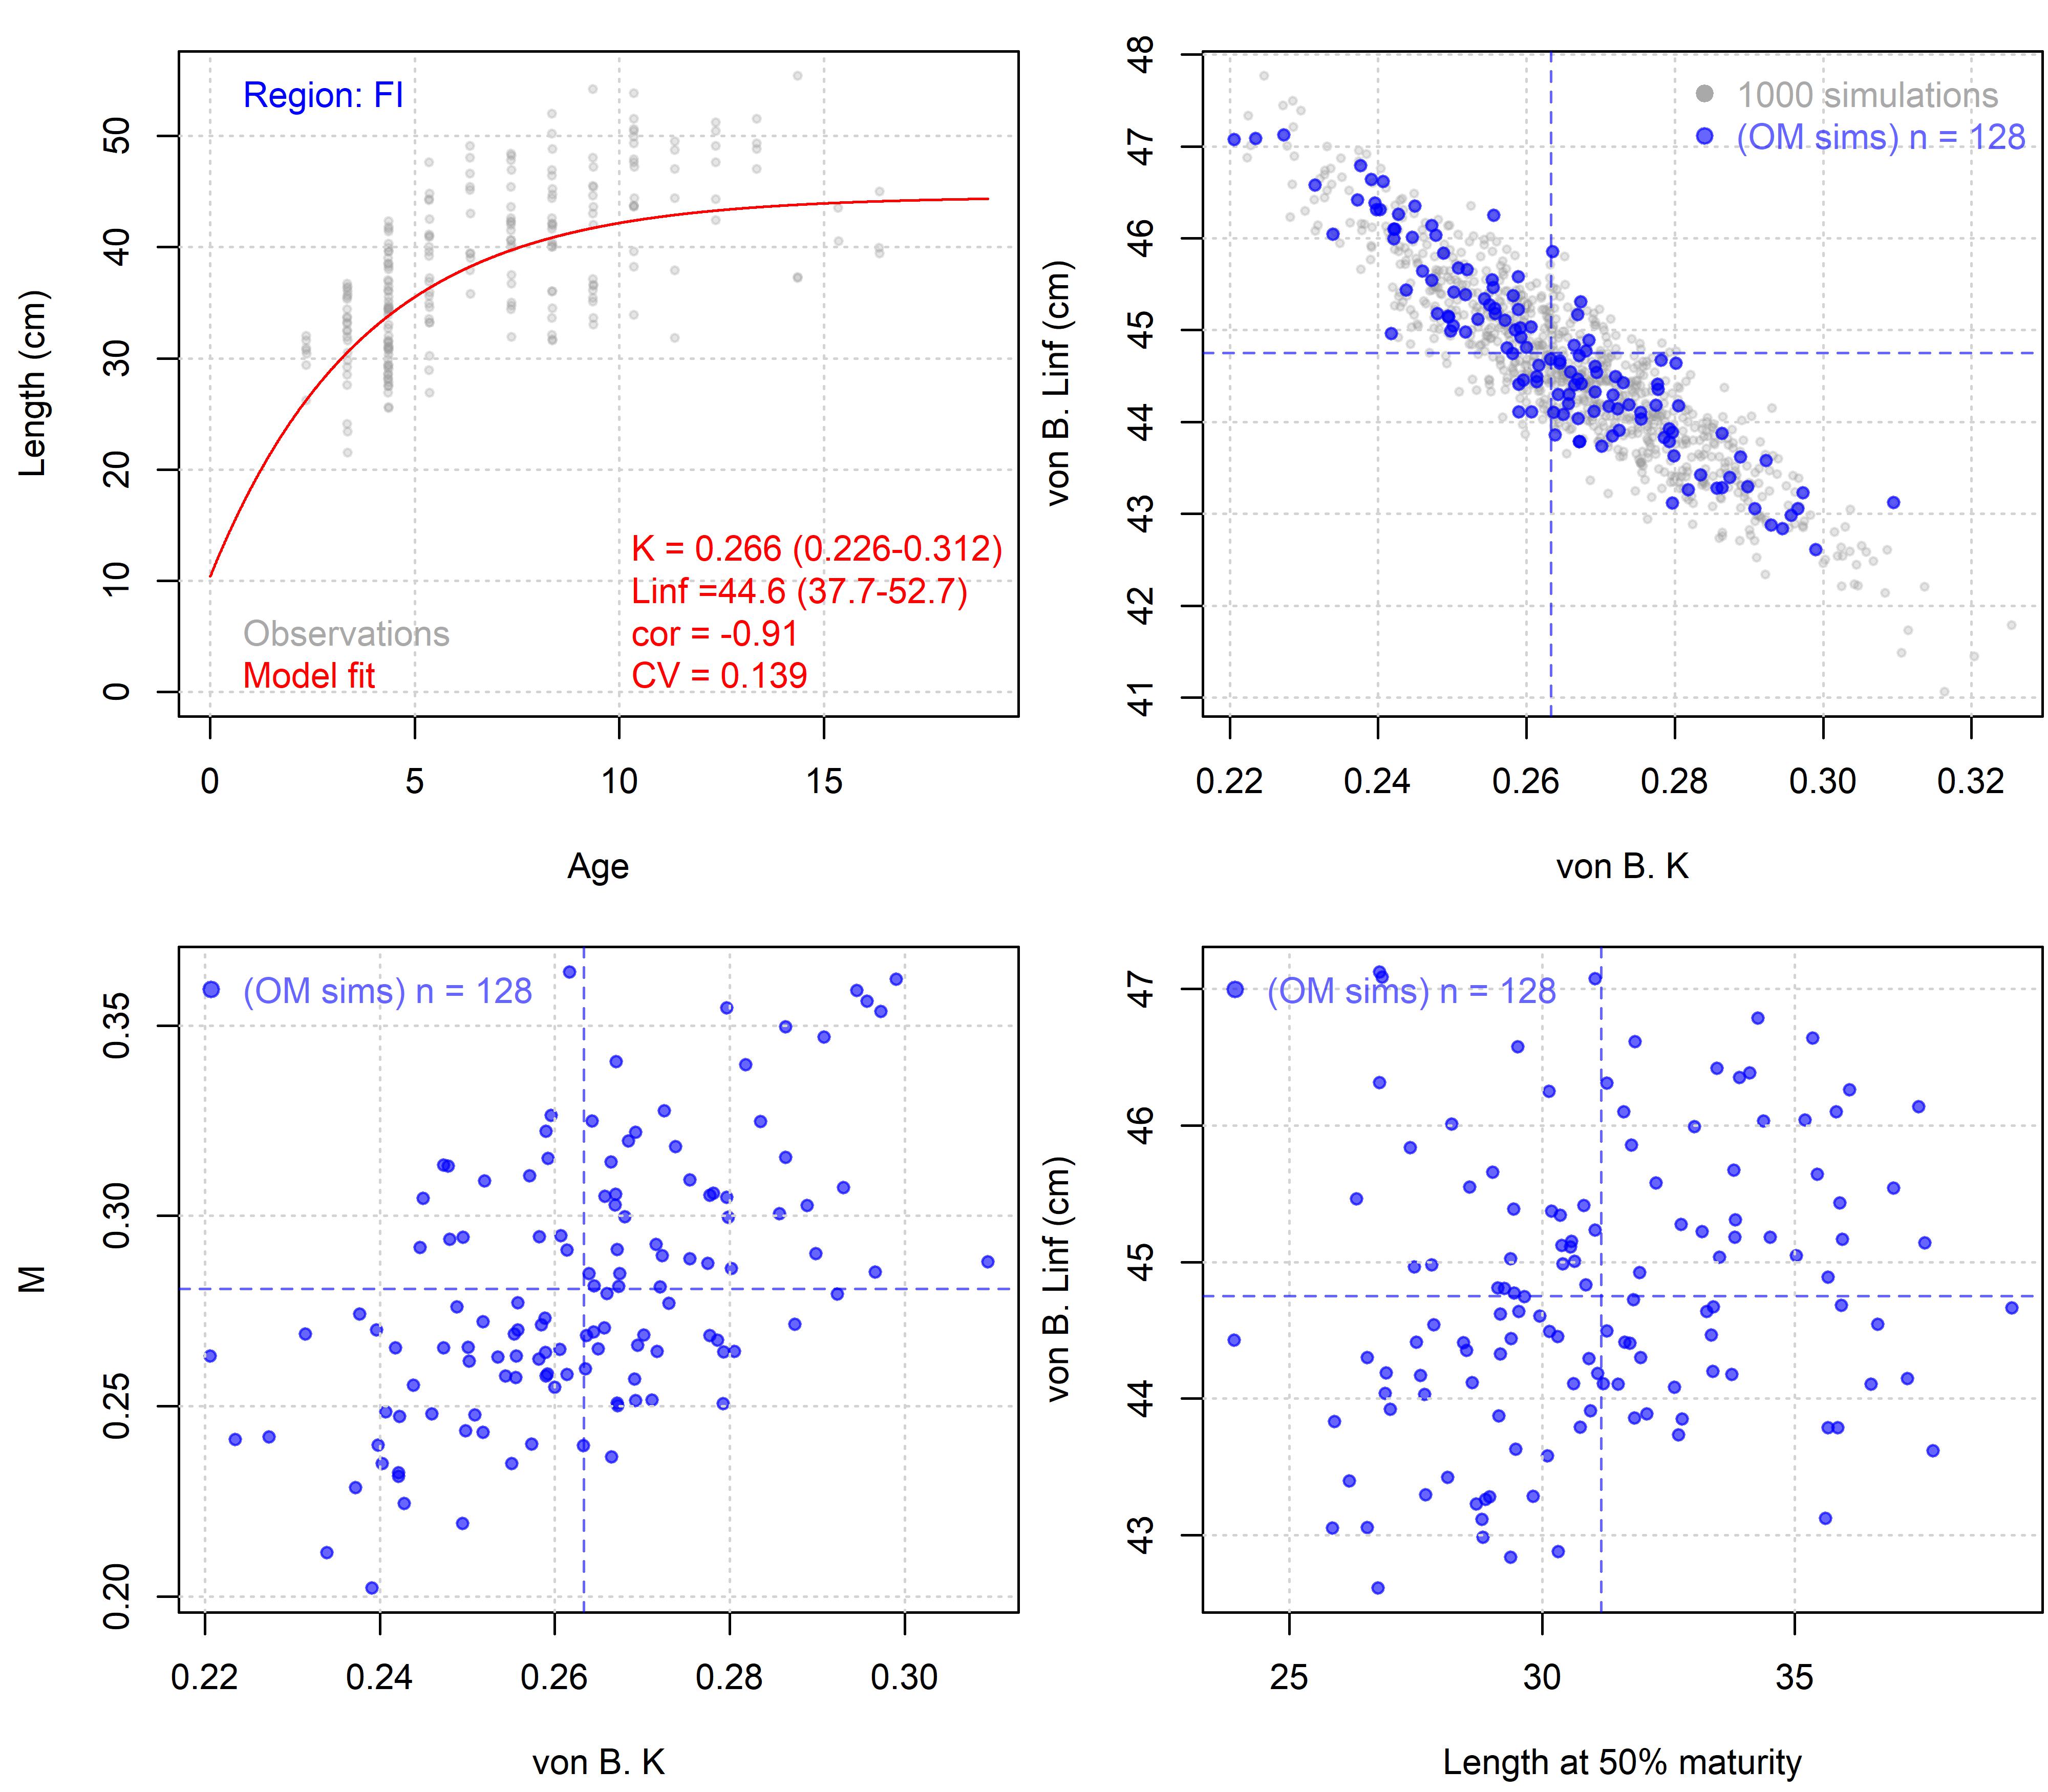 Region: FI
Length (cm)
50
40
30
20
10
0
K = 0.266 (0.226-0.312)
Linf =44.6 (37.7-52.7)
Observations
cor = -0.91
Model fit
CV = 0.139
0 5 10 15
Age
48
47
46
45
44
43
42
41
von B. Linf (cm)
1000 simulations
(OM sims) n = 128
0.22 0.24 0.26 0.28 0.30 0.32
von B. K
(OM sims) n = 128
0.35
0.30
0.25
0.20
M
0.22 0.24 0.26 0.28 0.30
von B. K
(OM sims) n = 128
47
46
45
44
43
von B. Linf (cm)
25 30 35
Length at 50% maturity